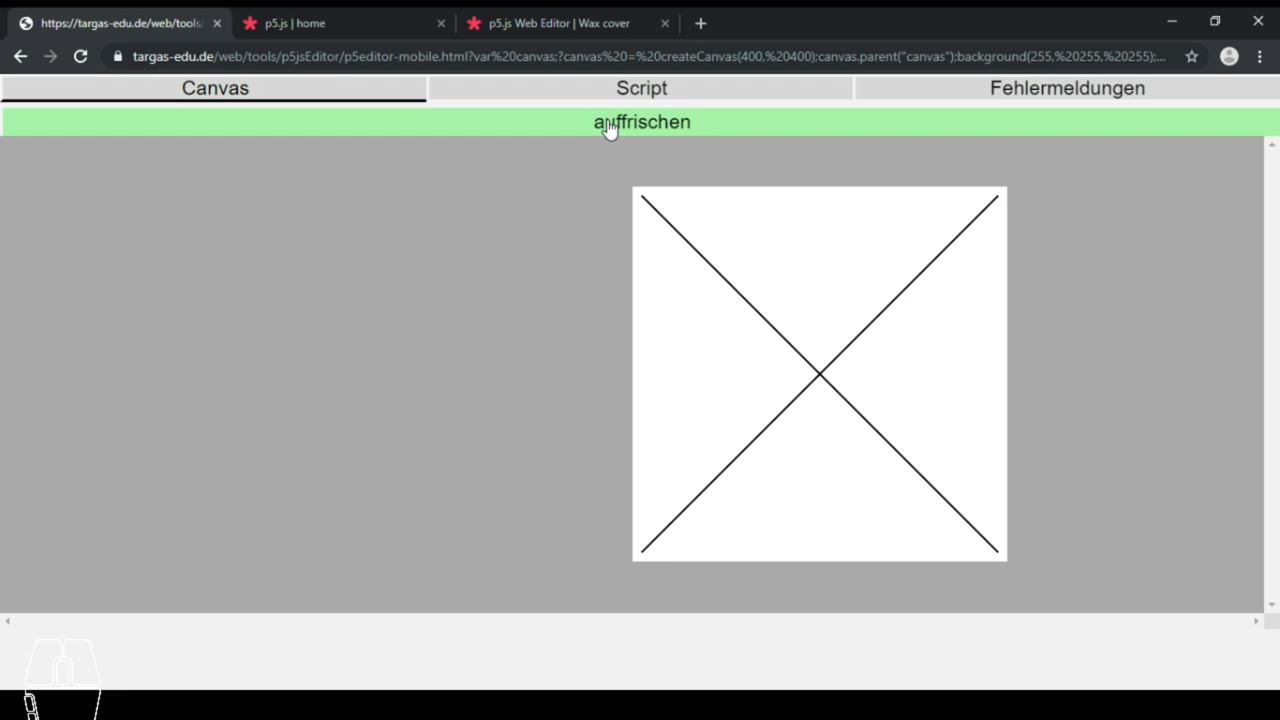 https://targas-edu.de/web/tools
p5.js | home
p5.js Web Editor | Wax cover
targas-edu.de/web/tools/p5jsEditor/p5editor-mobile.html?var%20canvas;?canvas%20=%20createCanvas(400,%20400);canvas.parent("canvas");background(255,%20255,%20255);...
Canvas
Script
Fehlermeldungen
auffrischen